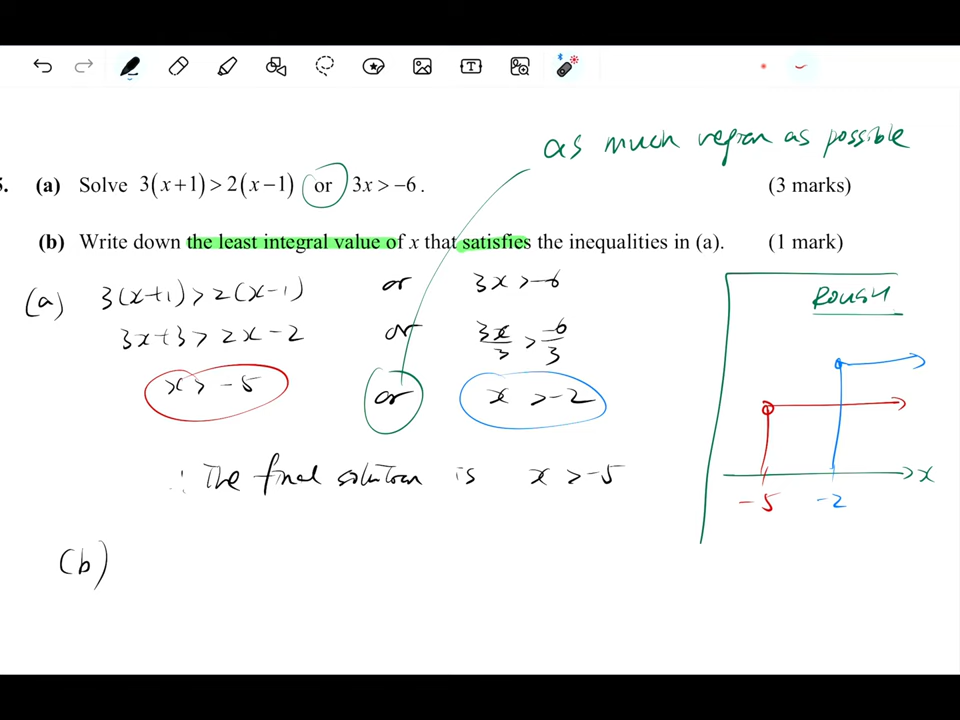 as much region as possible
5. (a) Solve 3(x+1) > 2(x−1) or 3x > −6. (3 marks)
(b) Write down the least integral value of x that satisfies the inequalities in (a). (1 mark)
(a) 3(x+1) > 2(x−1) or 3x > −6
3x+3 > 2x−2 or 3x/3 > −6/3
x > −5 or x > −2
∴ The final solution is x > −5
(b)
ROUGH
x
−5 −2
T